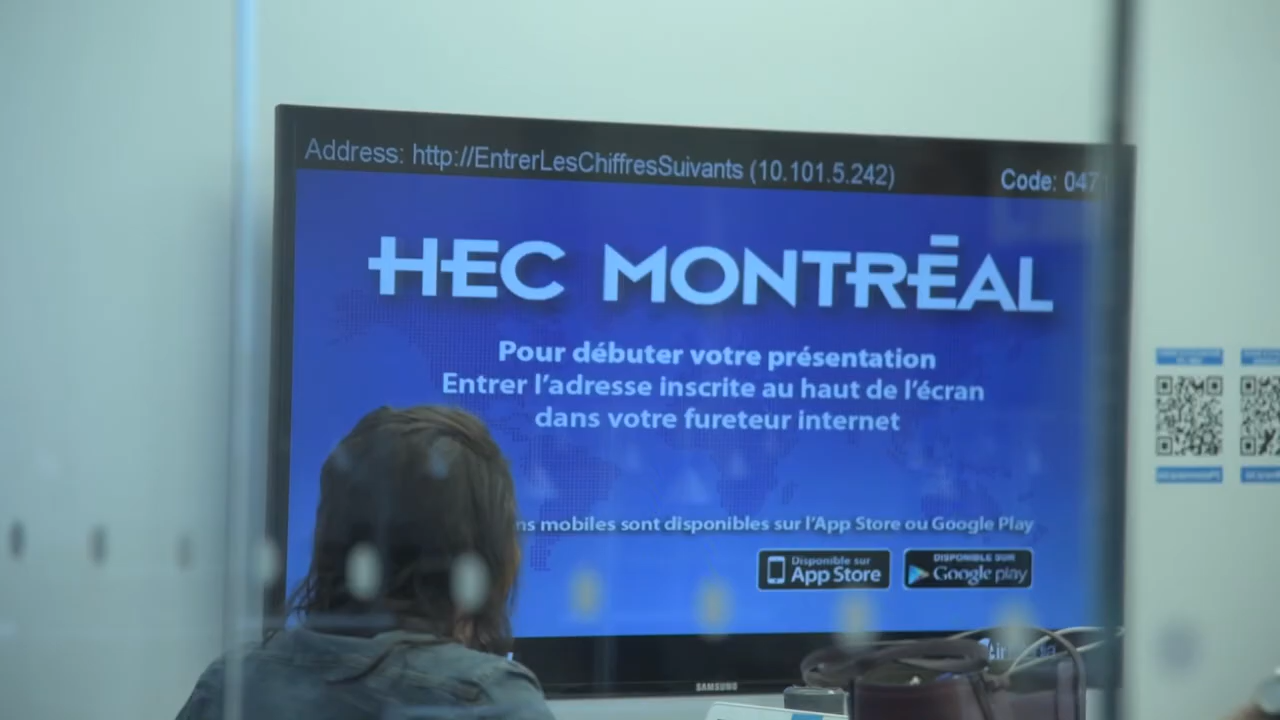 Address: http://EntrerLesChiffresSuivants (10.101.5.242)
Code: 047
HEC MONTRÉAL
Pour débuter votre présentation
Entrer l'adresse inscrite au haut de l'écran
dans votre fureteur internet
mobiles sont disponibles sur l'App Store ou Google Play
Disponible sur
App Store
DISPONIBLE SUR
Google play
SAMSUNG